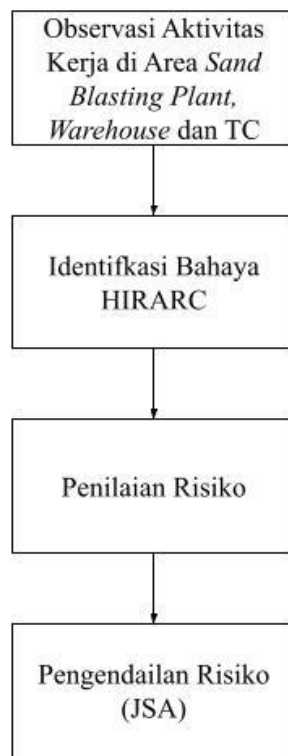 Observasi Aktivitas
Kerja di Area Sand
Blasting Plant,
Warehouse dan TC
Identifkasi Bahaya
HIRARC
Penilaian Risiko
Pengendailan Risiko
(JSA)